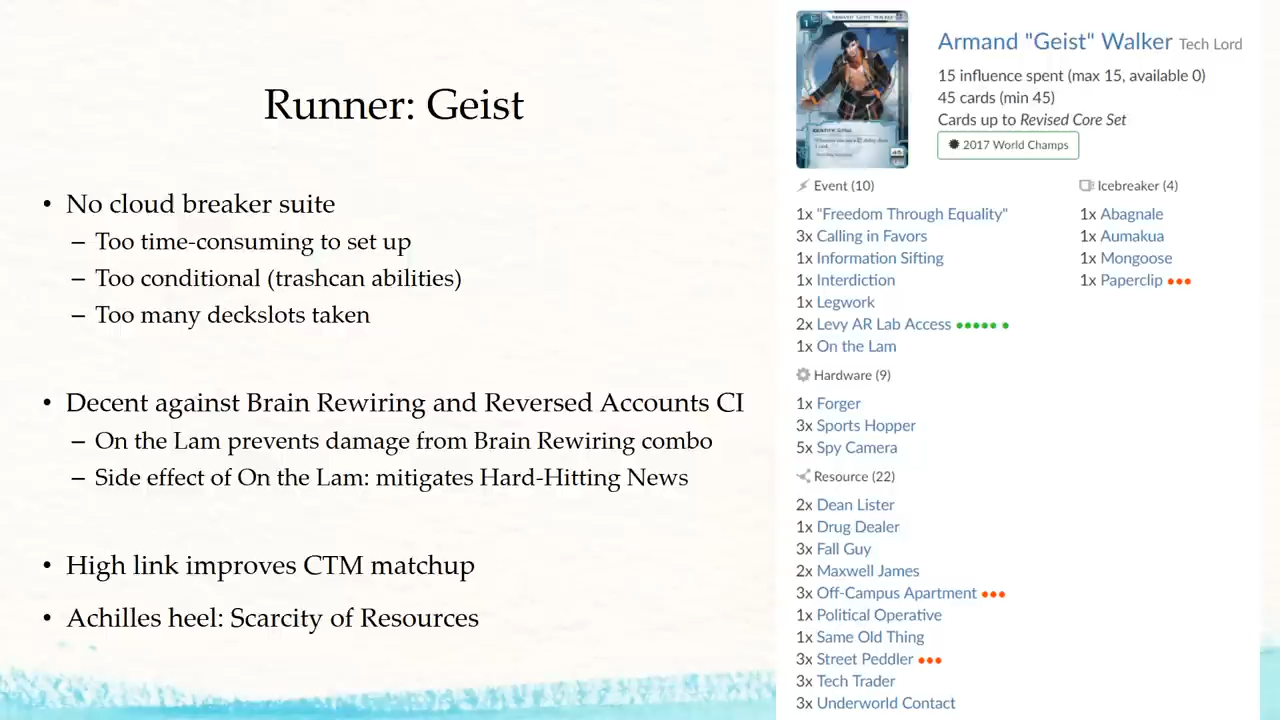 Runner: Geist
• No cloud breaker suite
– Too time-consuming to set up
– Too conditional (trashcan abilities)
– Too many deckslots taken
• Decent against Brain Rewiring and Reversed Accounts CI
– On the Lam prevents damage from Brain Rewiring combo
– Side effect of On the Lam: mitigates Hard-Hitting News
• High link improves CTM matchup
• Achilles heel: Scarcity of Resources
Armand "Geist" Walker Tech Lord
15 influence spent (max 15, available 0)
45 cards (min 45)
Cards up to Revised Core Set
2017 World Champs
Event (10)
1x "Freedom Through Equality"
3x Calling in Favors
1x Information Sifting
1x Interdiction
1x Legwork
2x Levy AR Lab Access
1x On the Lam
Hardware (9)
1x Forger
3x Sports Hopper
5x Spy Camera
Resource (22)
2x Dean Lister
1x Drug Dealer
3x Fall Guy
2x Maxwell James
3x Off-Campus Apartment
1x Political Operative
1x Same Old Thing
3x Street Peddler
3x Tech Trader
3x Underworld Contact
Icebreaker (4)
1x Abagnale
1x Aumakua
1x Mongoose
1x Paperclip